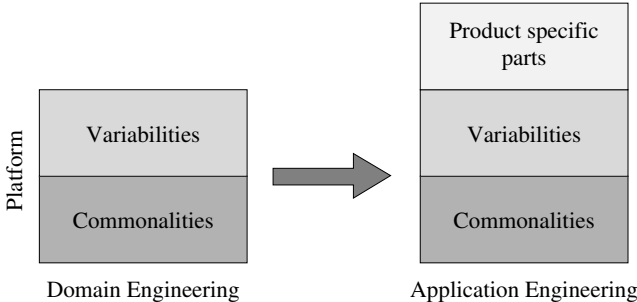 Product specific
parts
Platform
Variabilities
Variabilities
Commonalities
Commonalities
Domain Engineering
Application Engineering